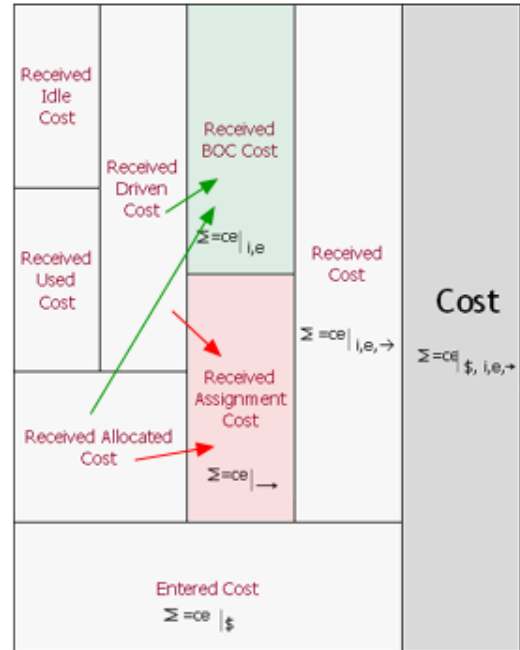 Received
Idle
Cost
Received
Used
Cost
Received
Driven
Cost
Received Allocated
Cost
Received
BOC Cost
Σ=ce| i,e
Received
Assignment
Cost
Σ=ce|→
Received
Cost
Σ=ce| i,e,→
Entered Cost
Σ=ce |$
Cost
Σ=ce|$, i,e,→